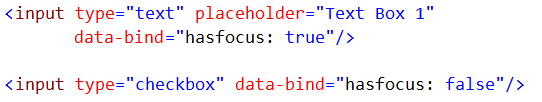 <input type="text" placeholder="Text Box 1"
data-bind="hasfocus: true"/>
<input type="checkbox" data-bind="hasfocus: false"/>